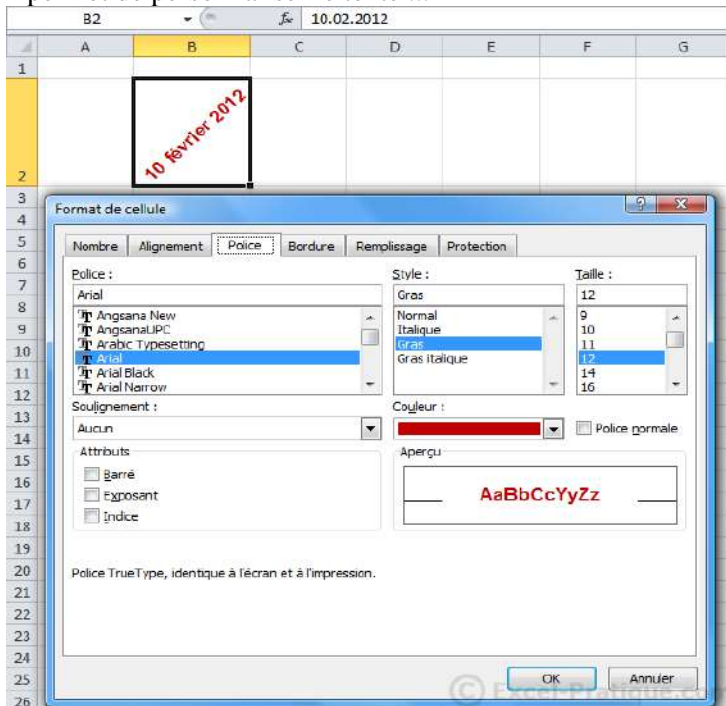 B2 fx 10.02.2012
A B C D E F G
1
10 février 2012
2
3
Format de cellule
4
5
Nombre Alignement Police Bordure Remplissage Protection
6
Police : Style : Taille :
7
Arial Gras 12
8
Angsana New Normal 9
9
AngsanaUPC Italique 10
10
Arabic Typesetting Gras 11
Arial Gras italique 12
11
Arial Black 14
12
Arial Narrow 16
Soulignement : Couleur :
13
Aucun Police normale
14
Attributs Aperçu
15
Barré
16
Exposant AaBbCcYyZz
17
Indice
18
19
20
Police TrueType, identique à l'écran et à l'impression.
21
22
23
24
25
OK Annuler
© Excel-Pratique.com
26